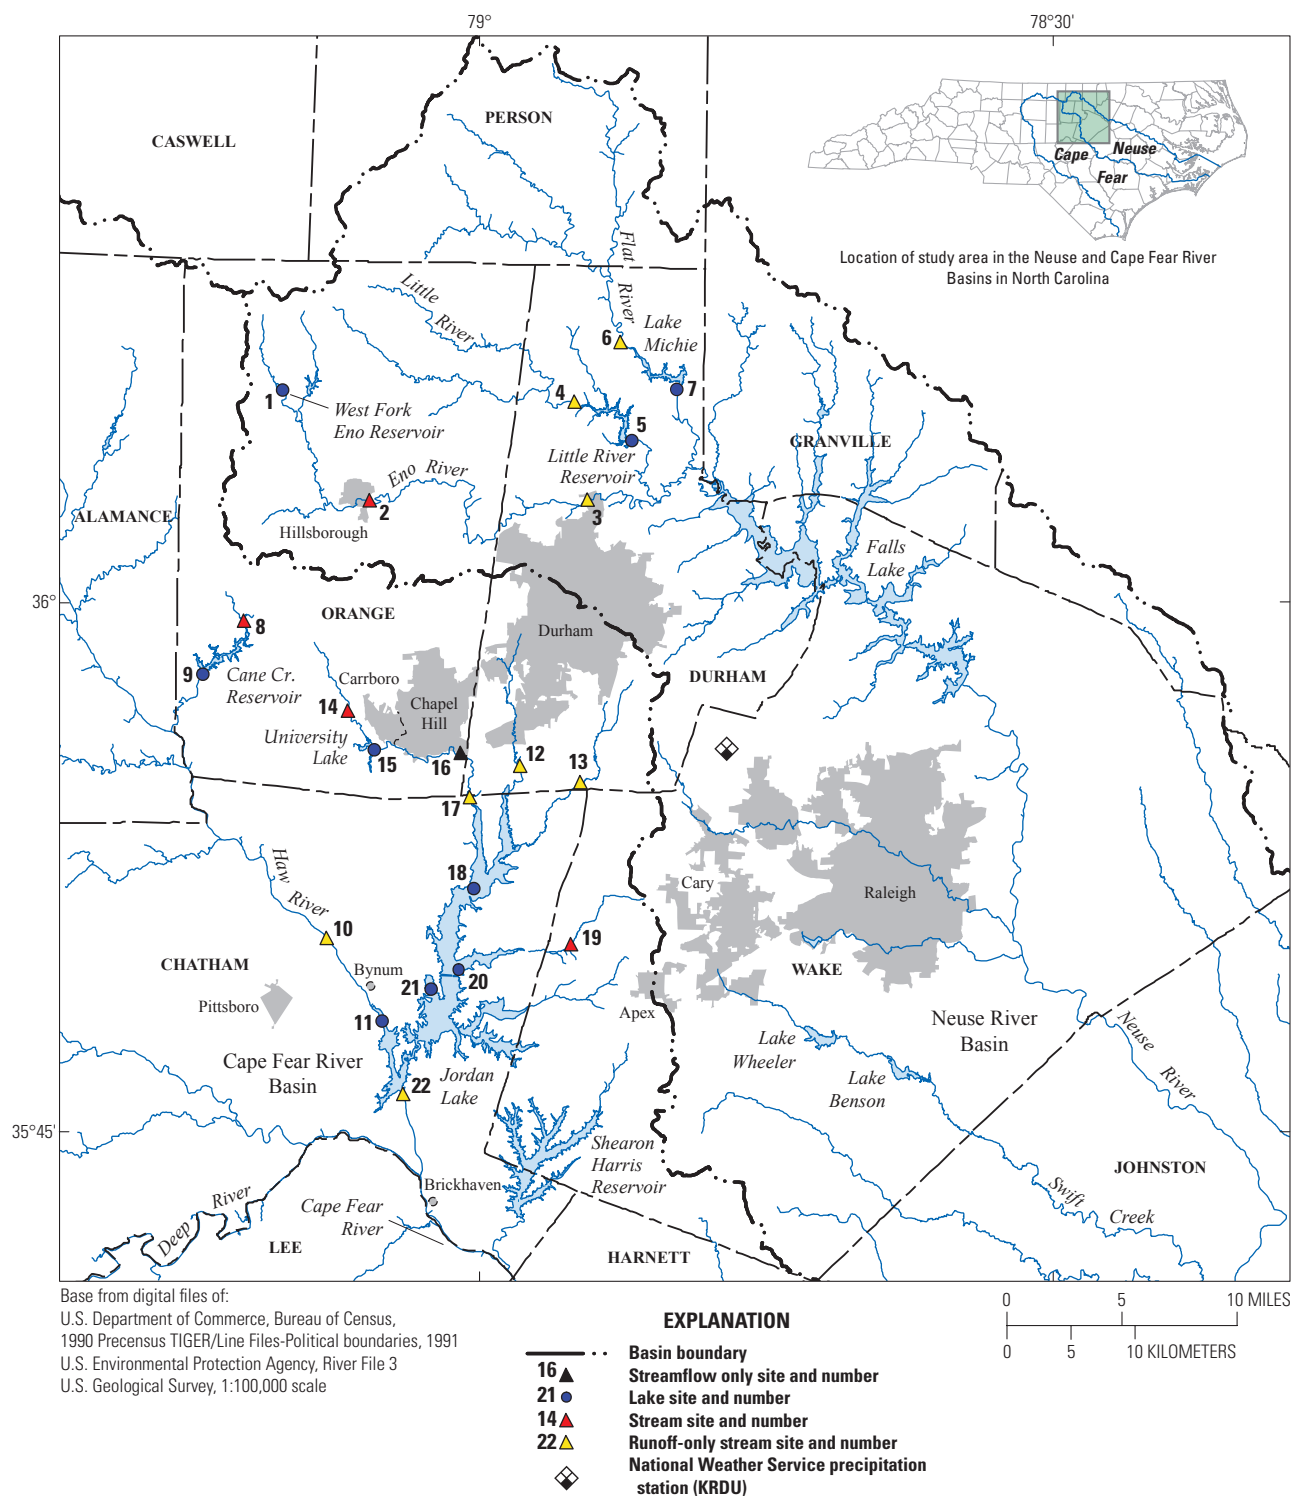 79°
78°30'
CASWELL
PERSON
Cape
Neuse
Fear
Location of study area in the Neuse and Cape Fear River
Basins in North Carolina
Flat
River
Little
River
6
Lake
Michie
7
1
West Fork
Eno Reservoir
4
5
GRANVILLE
Little River
Reservoir
Eno River
ALAMANCE
2
3
Hillsborough
Falls
Lake
36°
ORANGE
8
Durham
9
Cane Cr.
Reservoir
Carrboro
DURHAM
Chapel
Hill
14
University
Lake
15
16
12
13
17
Haw
River
18
Cary
Raleigh
10
19
CHATHAM
Bynum
WAKE
20
21
Pittsboro
11
Apex
Neuse River
Basin
Neuse
River
Lake
Wheeler
Cape Fear River
Basin
Jordan
Lake
22
Lake
Benson
35°45'
Shearon
Harris
Reservoir
JOHNSTON
Brickhaven
Swift
Creek
Deep River
Cape Fear
River
LEE
HARNETT
Base from digital files of:
U.S. Department of Commerce, Bureau of Census,
1990 Precensus TIGER/Line Files-Political boundaries, 1991
U.S. Environmental Protection Agency, River File 3
U.S. Geological Survey, 1:100,000 scale
0 5 10 MILES
0 5 10 KILOMETERS
EXPLANATION
Basin boundary
16 Streamflow only site and number
21 Lake site and number
14 Stream site and number
22 Runoff-only stream site and number
National Weather Service precipitation
station (KRDU)